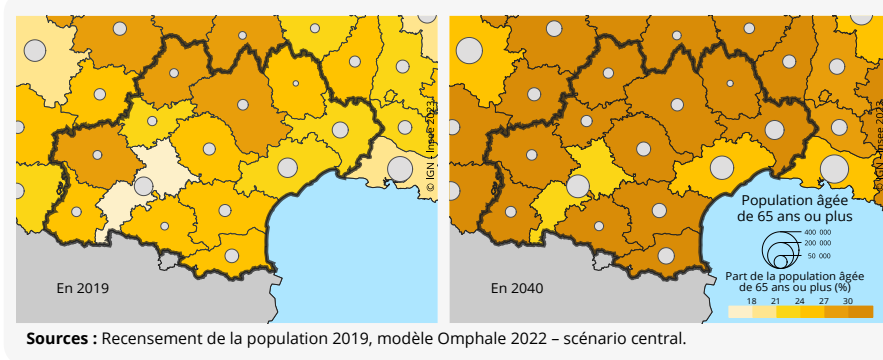 © IGN - Insee 2023
En 2019
© IGN - Insee 2023
Population âgée
de 65 ans ou plus
400 000
200 000
50 000
Part de la population âgée
de 65 ans ou plus (%)
18 21 24 27 30
En 2040
Sources : Recensement de la population 2019, modèle Omphale 2022 – scénario central.